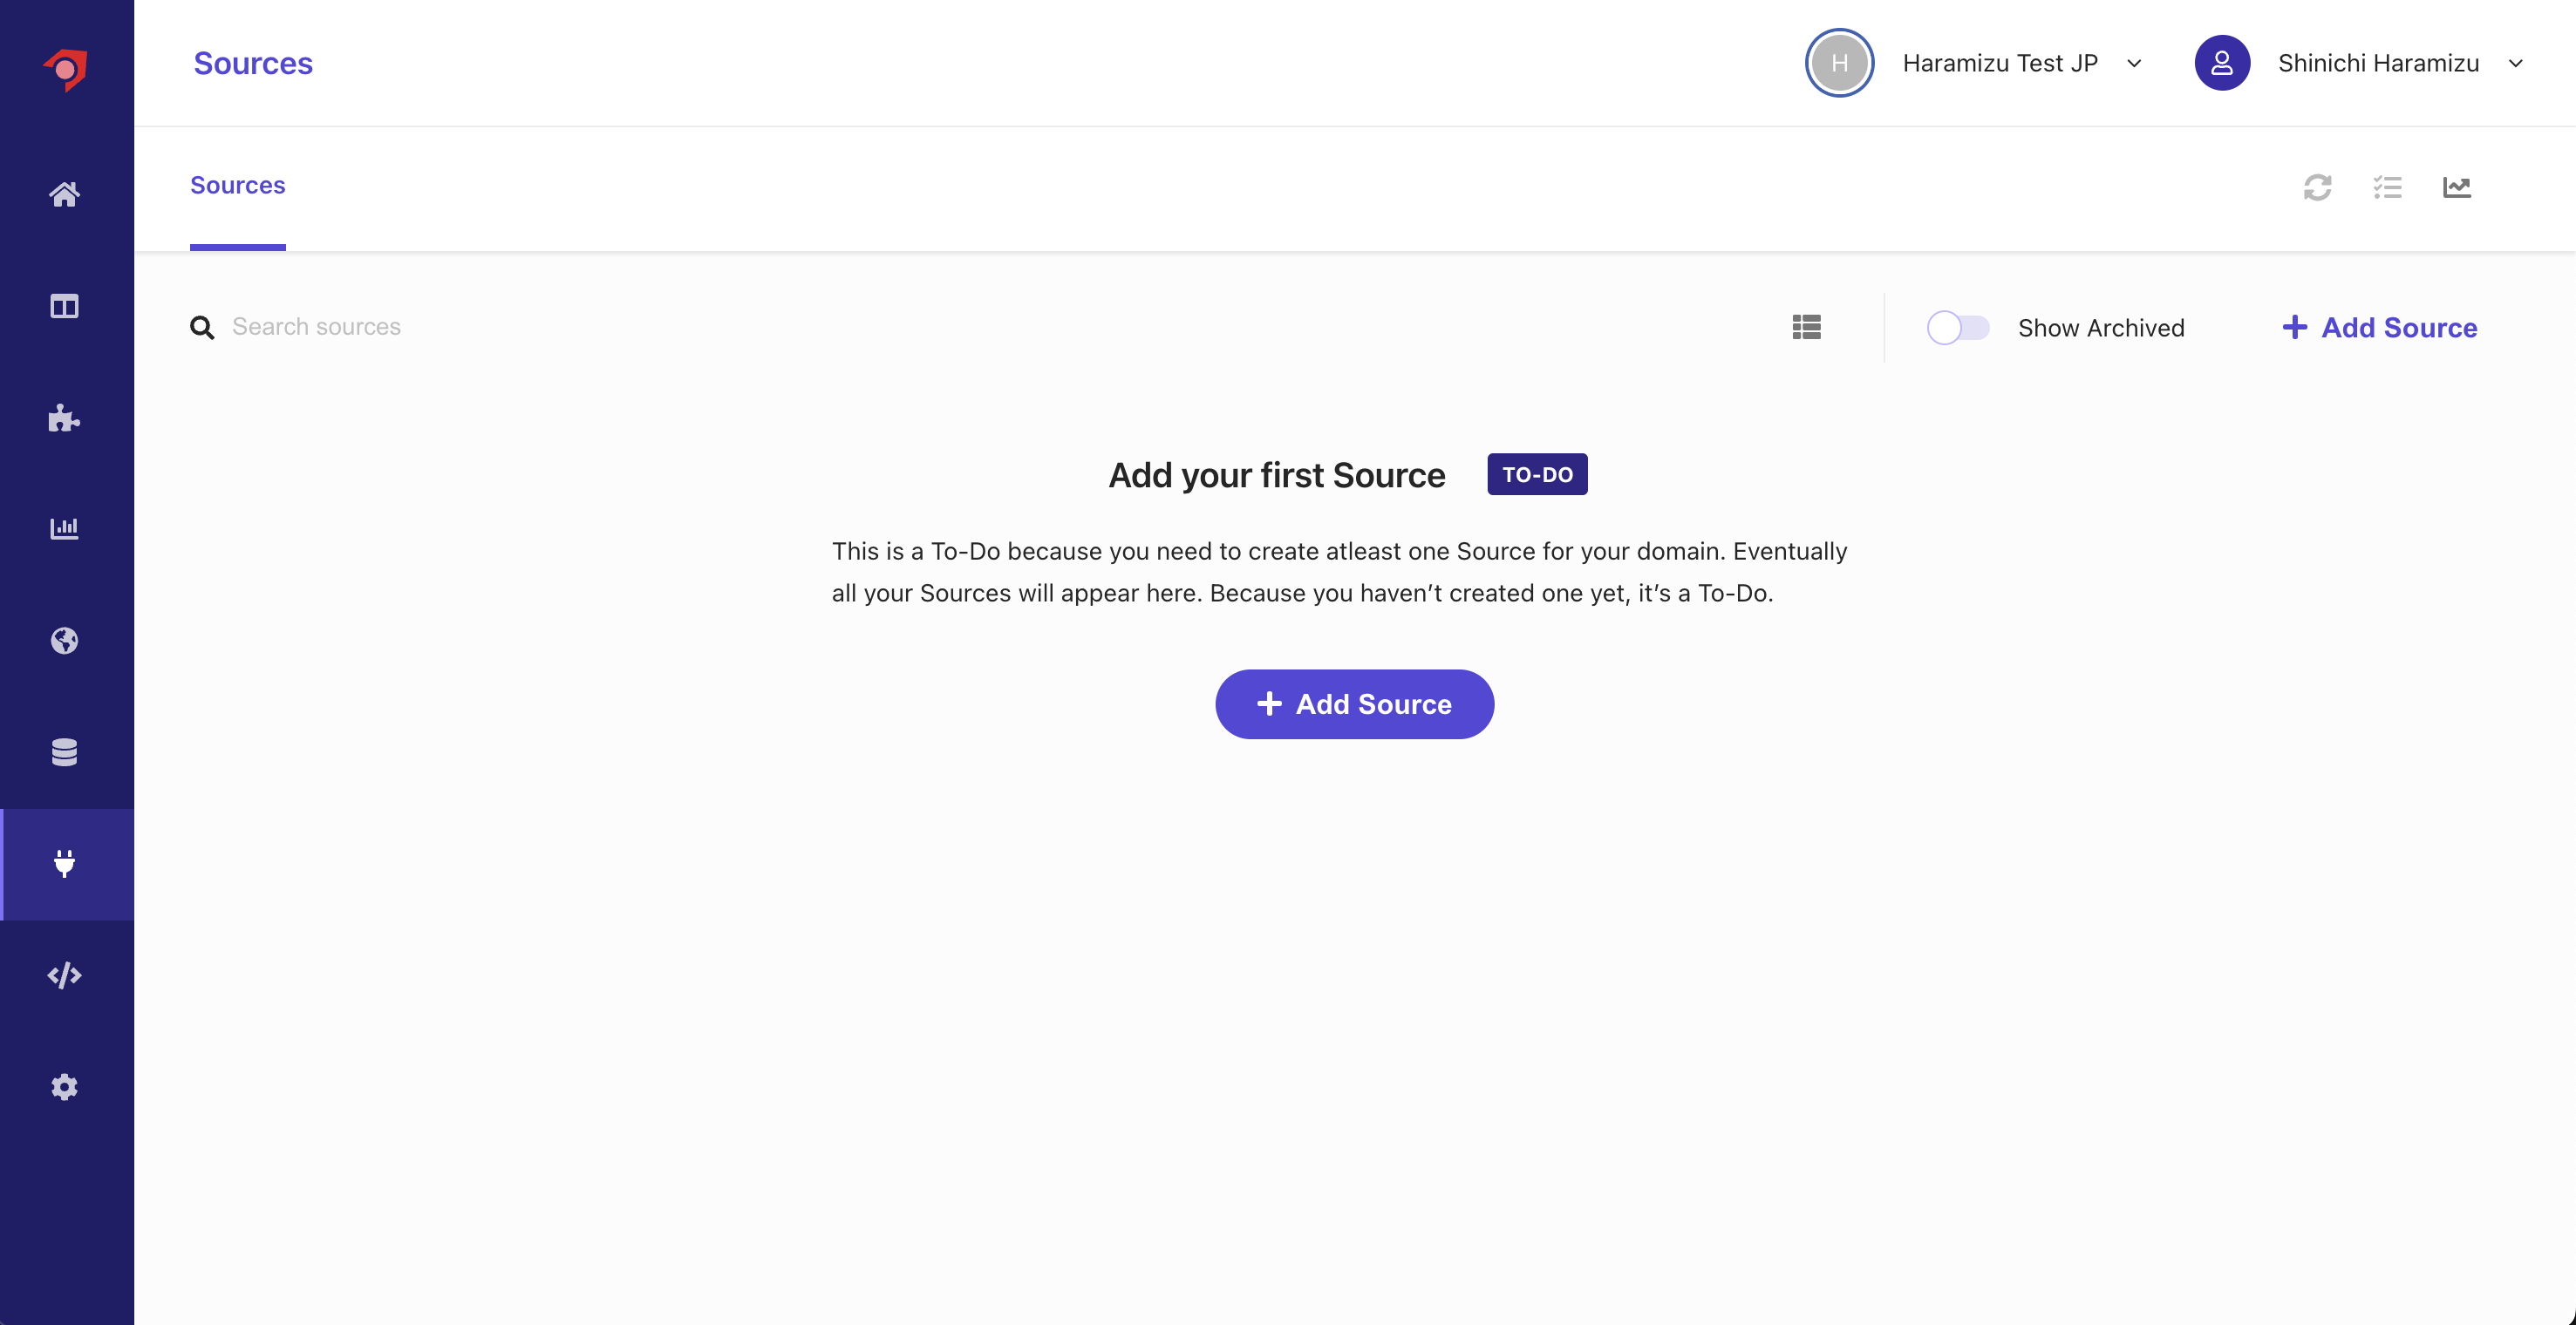 Sources
H
Haramizu Test JP
Shinichi Haramizu
Sources
Search sources
Show Archived
Add Source
Add your first Source
TO-DO
This is a To-Do because you need to create atleast one Source for your domain. Eventually
all your Sources will appear here. Because you haven’t created one yet, it’s a To-Do.
Add Source